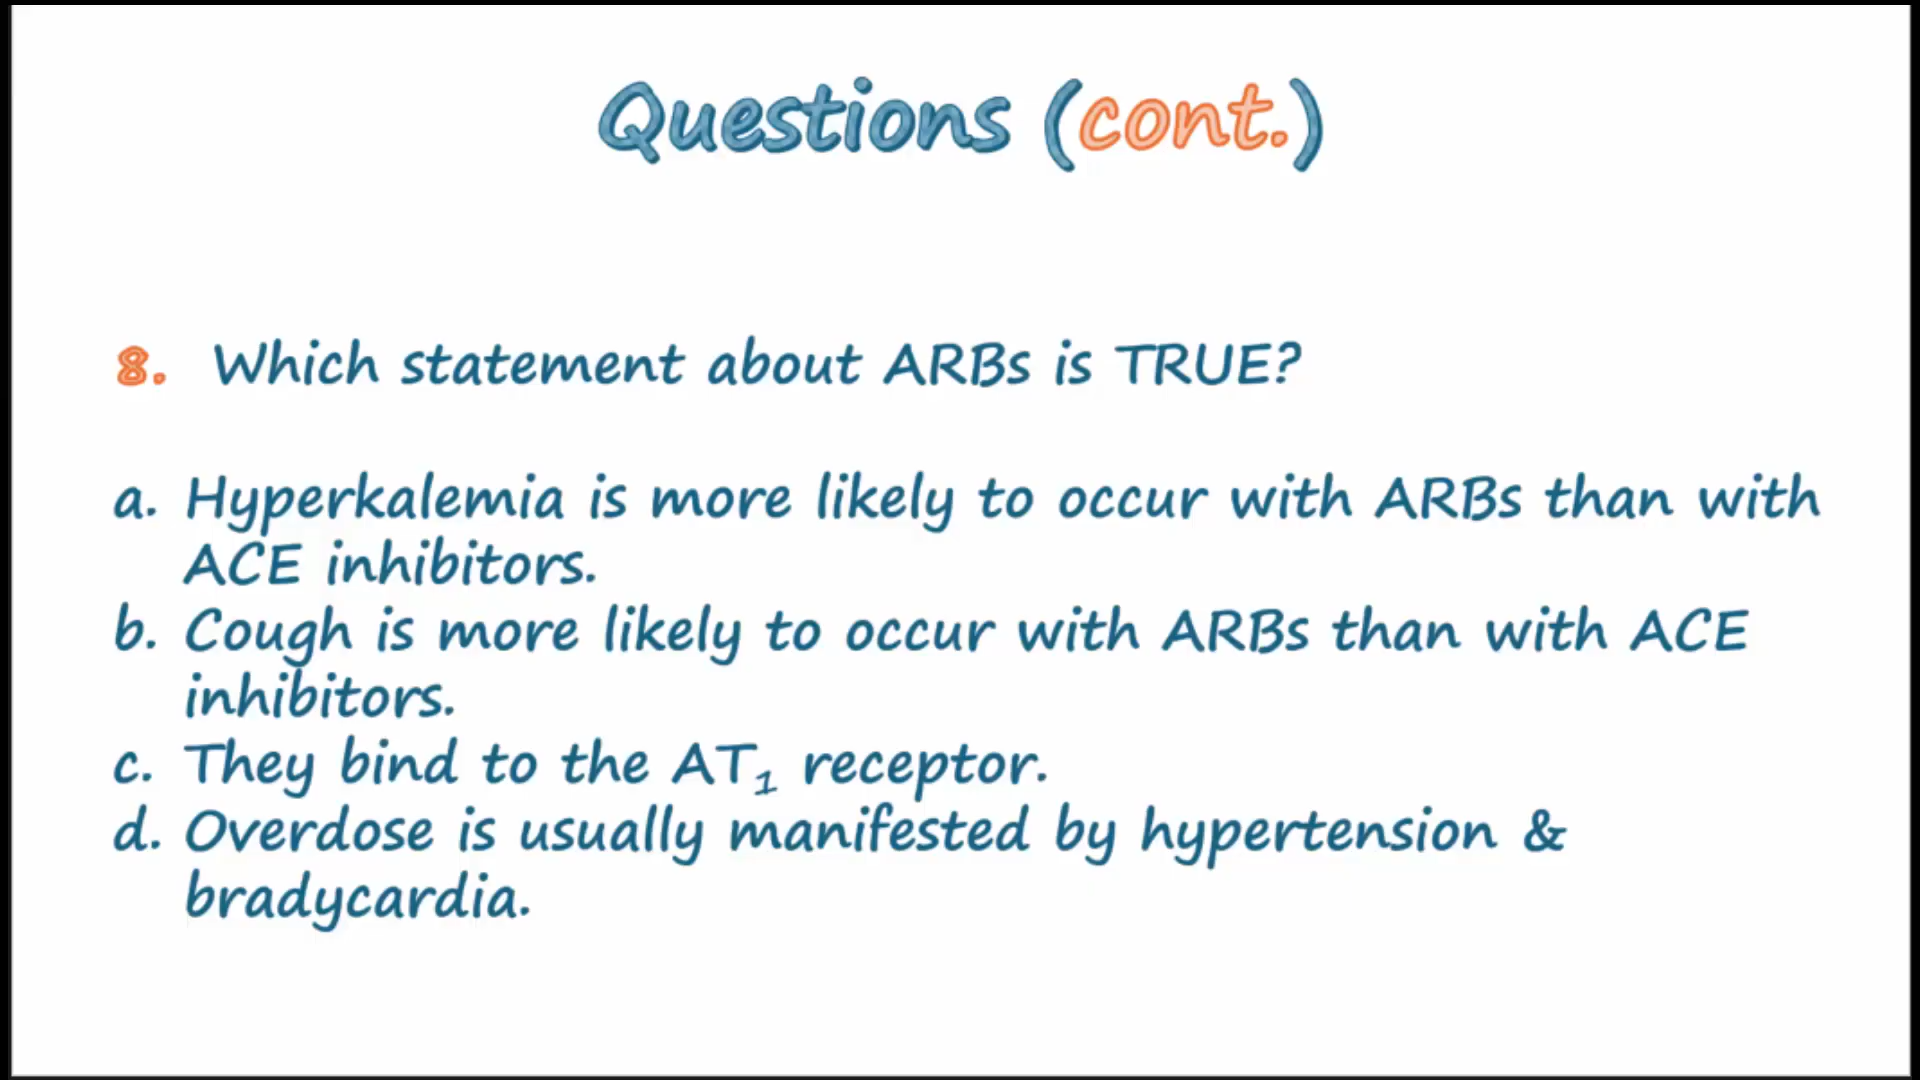 Questions (cont.)
8. Which statement about ARBs is TRUE?
a. Hyperkalemia is more likely to occur with ARBs than with
ACE inhibitors.
b. Cough is more likely to occur with ARBs than with ACE
inhibitors.
c. They bind to the AT₁ receptor.
d. Overdose is usually manifested by hypertension &
bradycardia.